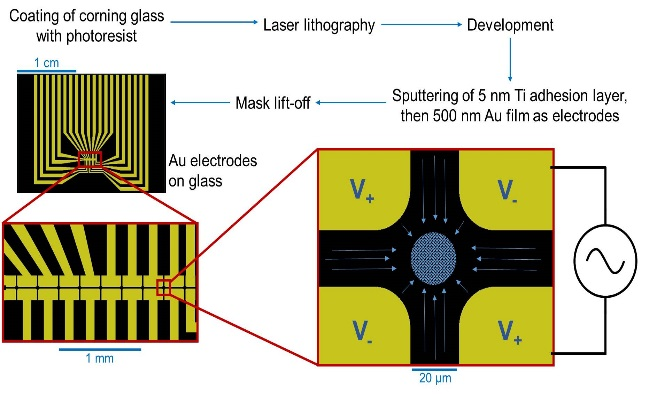 Coating of corning glass
with photoresist
Laser lithography
Development
1 cm
Mask lift-off
Sputtering of 5 nm Ti adhesion layer,
then 500 nm Au film as electrodes
Au electrodes
on glass
V+
V-
V-
V+
1 mm
20 µm